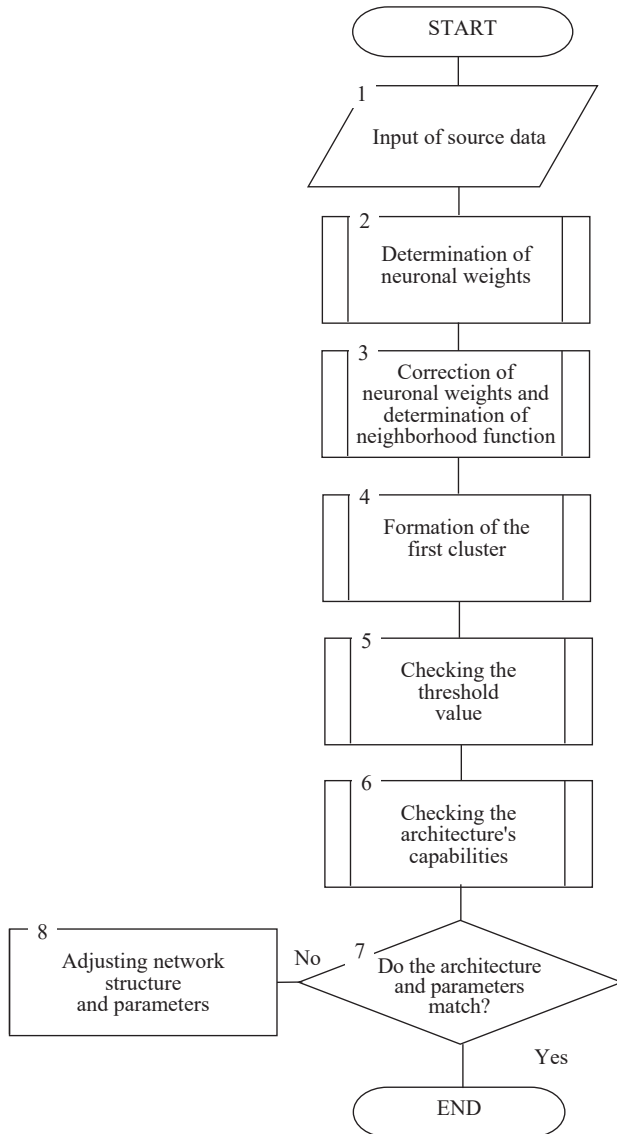 START
1
Input of source data
2
Determination of
neuronal weights
3
Correction of
neuronal weights and
determination of
neighborhood function
4
Formation of the
first cluster
5
Checking the
threshold
value
6
Checking the
architecture's
capabilities
7
Do the architecture
and parameters
match?
No
8
Adjusting network
structure
and parameters
Yes
END